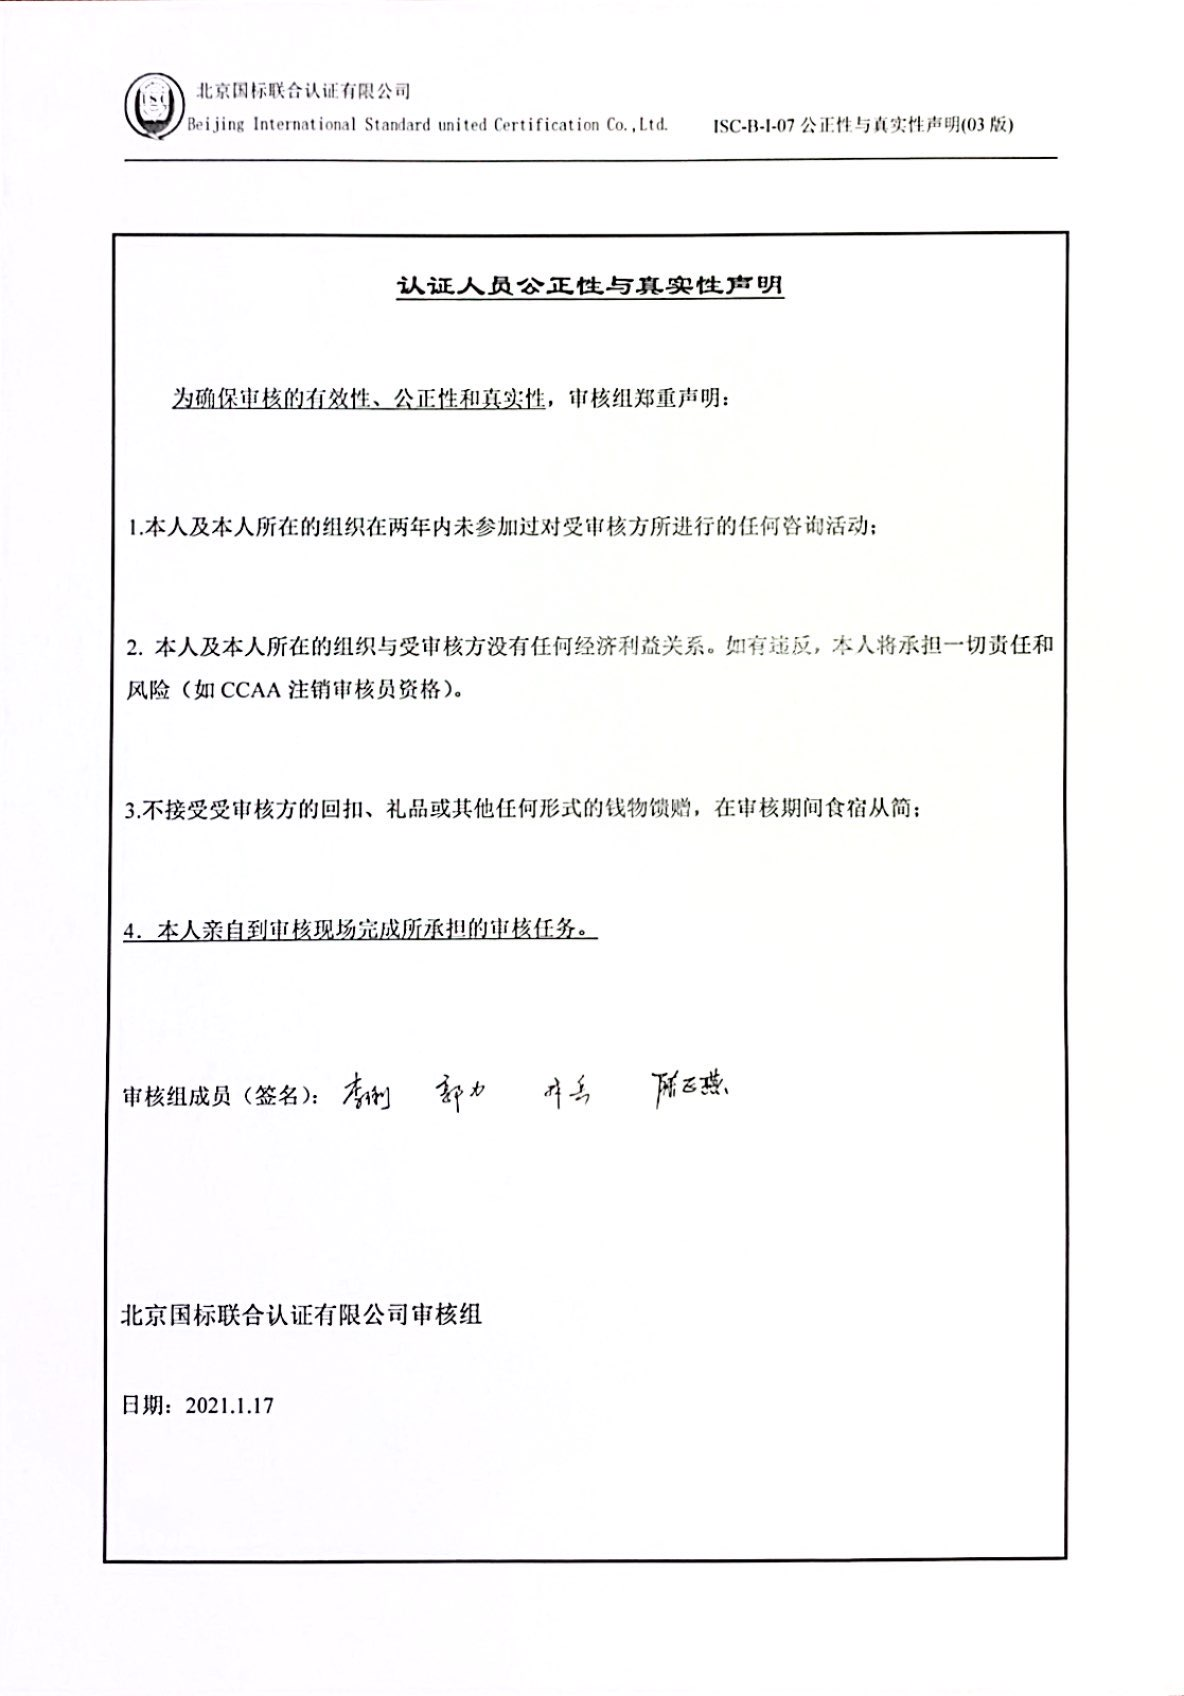 北京国标联合认证有限公司
Beijing International Standard united Certification Co.,Ltd. ISC-B-I-07 公正性与真实性声明(03 版)
ISC
认证人员公正性与真实性声明
为确保审核的有效性、公正性和真实性，审核组郑重声明：
1.本人及本人所在的组织在两年内未参加过对受审核方所进行的任何咨询活动；
2. 本人及本人所在的组织与受审核方没有任何经济利益关系。如有违反，本人将承担一切责任和
风险（如 CCAA 注销审核员资格）。
3.不接受受审核方的回扣、礼品或其他任何形式的钱物馈赠，在审核期间食宿从简；
4. 本人亲自到审核现场完成所承担的审核任务。
审核组成员（签名）： 李俐 郭力
北京国标联合认证有限公司审核组
日期：2021.1.17